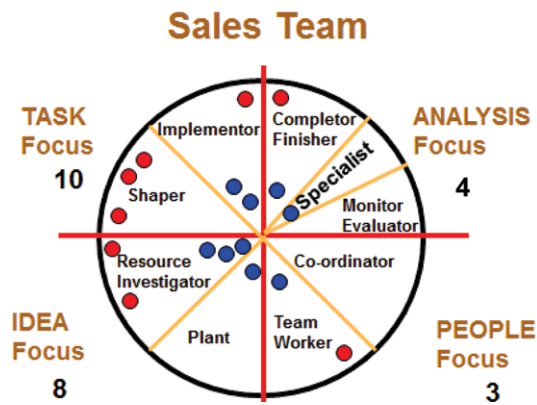 Sales Team
TASK
Focus
10
Implementor
Completor
Finisher
ANALYSIS
Focus
4
Shaper
Specialist
Monitor
Evaluator
Resource
Investigator
Co-ordinator
IDEA
Focus
8
Plant
Team
Worker
PEOPLE
Focus
3